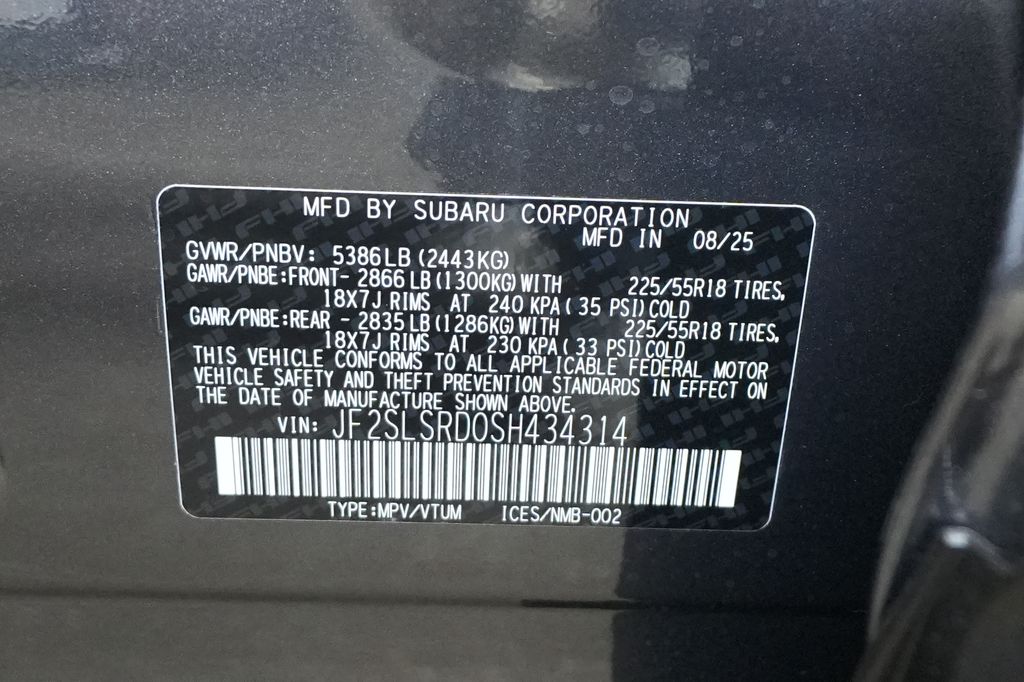 MFD BY SUBARU CORPORATION
MFD IN 08/25
GVWR/PNBV: 5386LB(2443KG)
GAWR/PNBE:FRONT- 2866LB(1300KG)WITH 225/55R18 TIRES,
18X7J RIMS AT 240 KPA(35 PSI)COLD
GAWR/PNBE:REAR - 2835LB(1286KG)WITH 225/55R18 TIRES,
18X7J RIMS AT 230 KPA(33 PSI)COLD
THIS VEHICLE CONFORMS TO ALL APPLICABLE FEDERAL MOTOR
VEHICLE SAFETY AND THEFT PREVENTION STANDARDS IN EFFECT ON
THE DATE OF MANUFACTURE SHOWN ABOVE.
VIN: JF2SLSRD0SH434314
TYPE:MPV/VTUM ICES/NMB-002